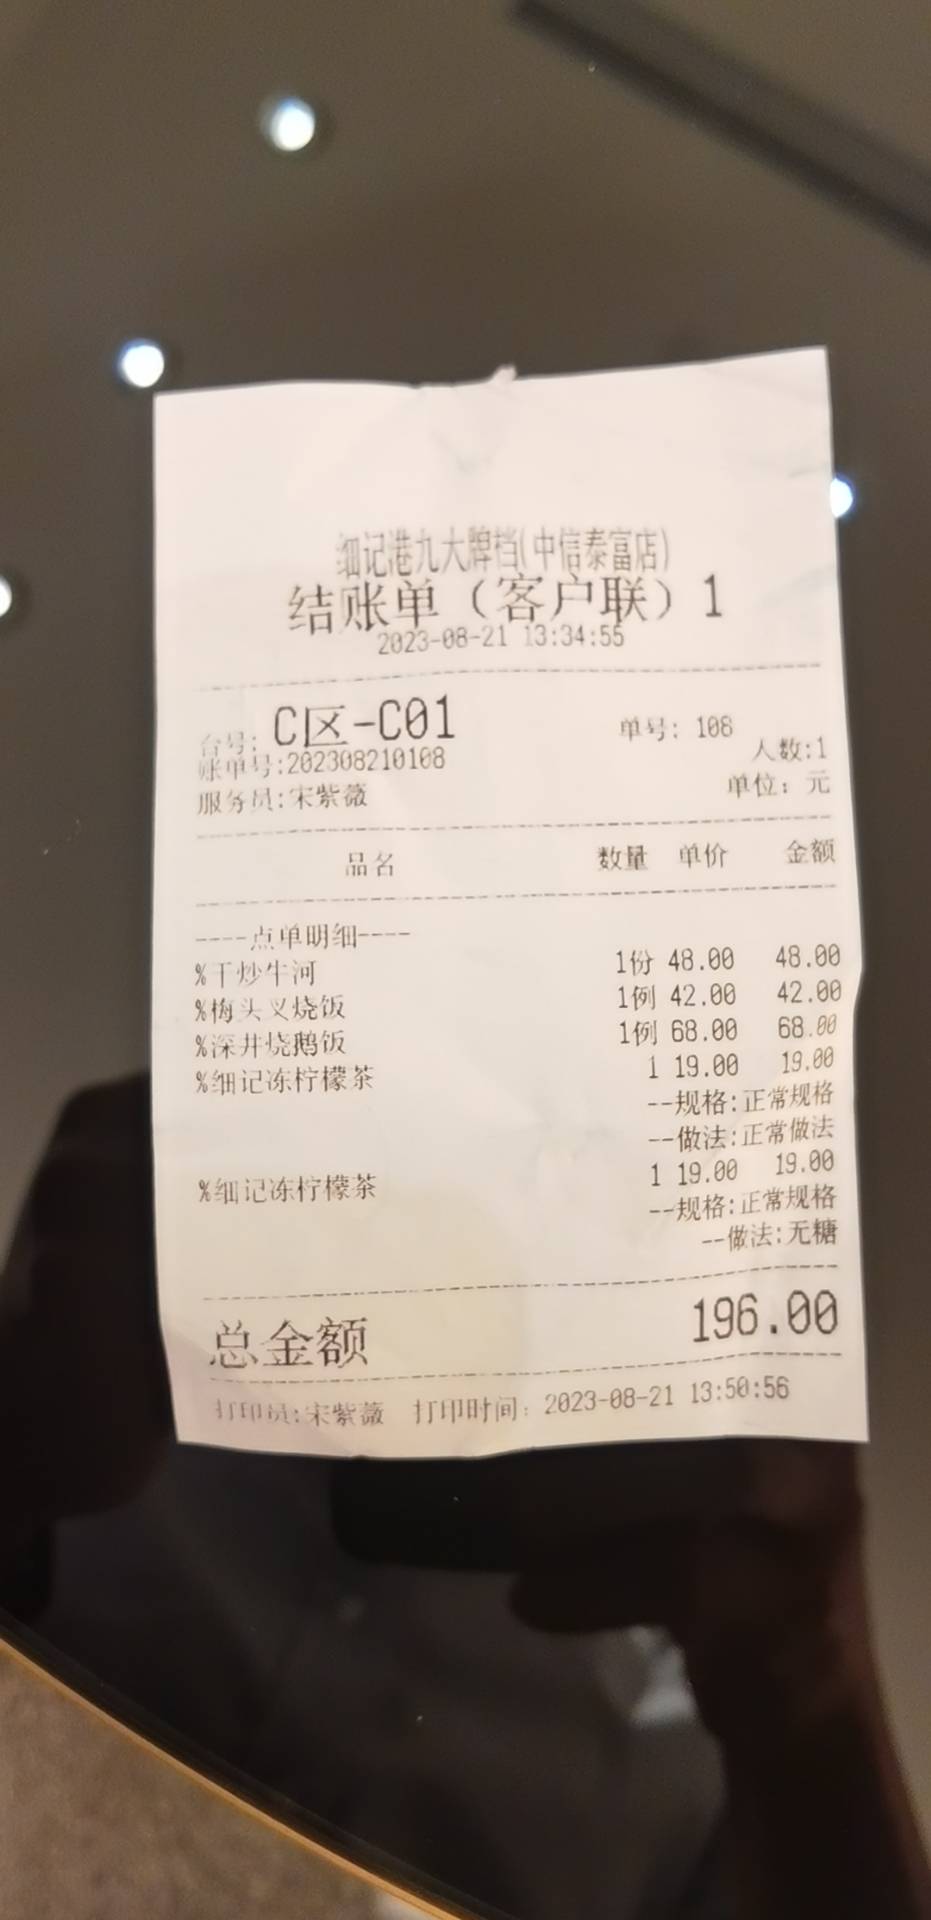 细记港九大牌档(中信泰富店)
结账单（客户联）1
2023-08-21 13:34:55
台号: C区-C01 单号: 108
账单号:202308210108 人数:1
服务员:宋紫薇 单位: 元
品名 数量 单价 金额
----点单明细----
%干炒牛河 1份 48.00 48.00
%梅头叉烧饭 1例 42.00 42.00
%深井烧鹅饭 1例 68.00 68.00
%细记冻柠檬茶 1 19.00 19.00
--规格:正常规格
--做法:正常做法
%细记冻柠檬茶 1 19.00 19.00
--规格:正常规格
--做法:无糖
总金额 196.00
打印员:宋紫薇 打印时间: 2023-08-21 13:50:56